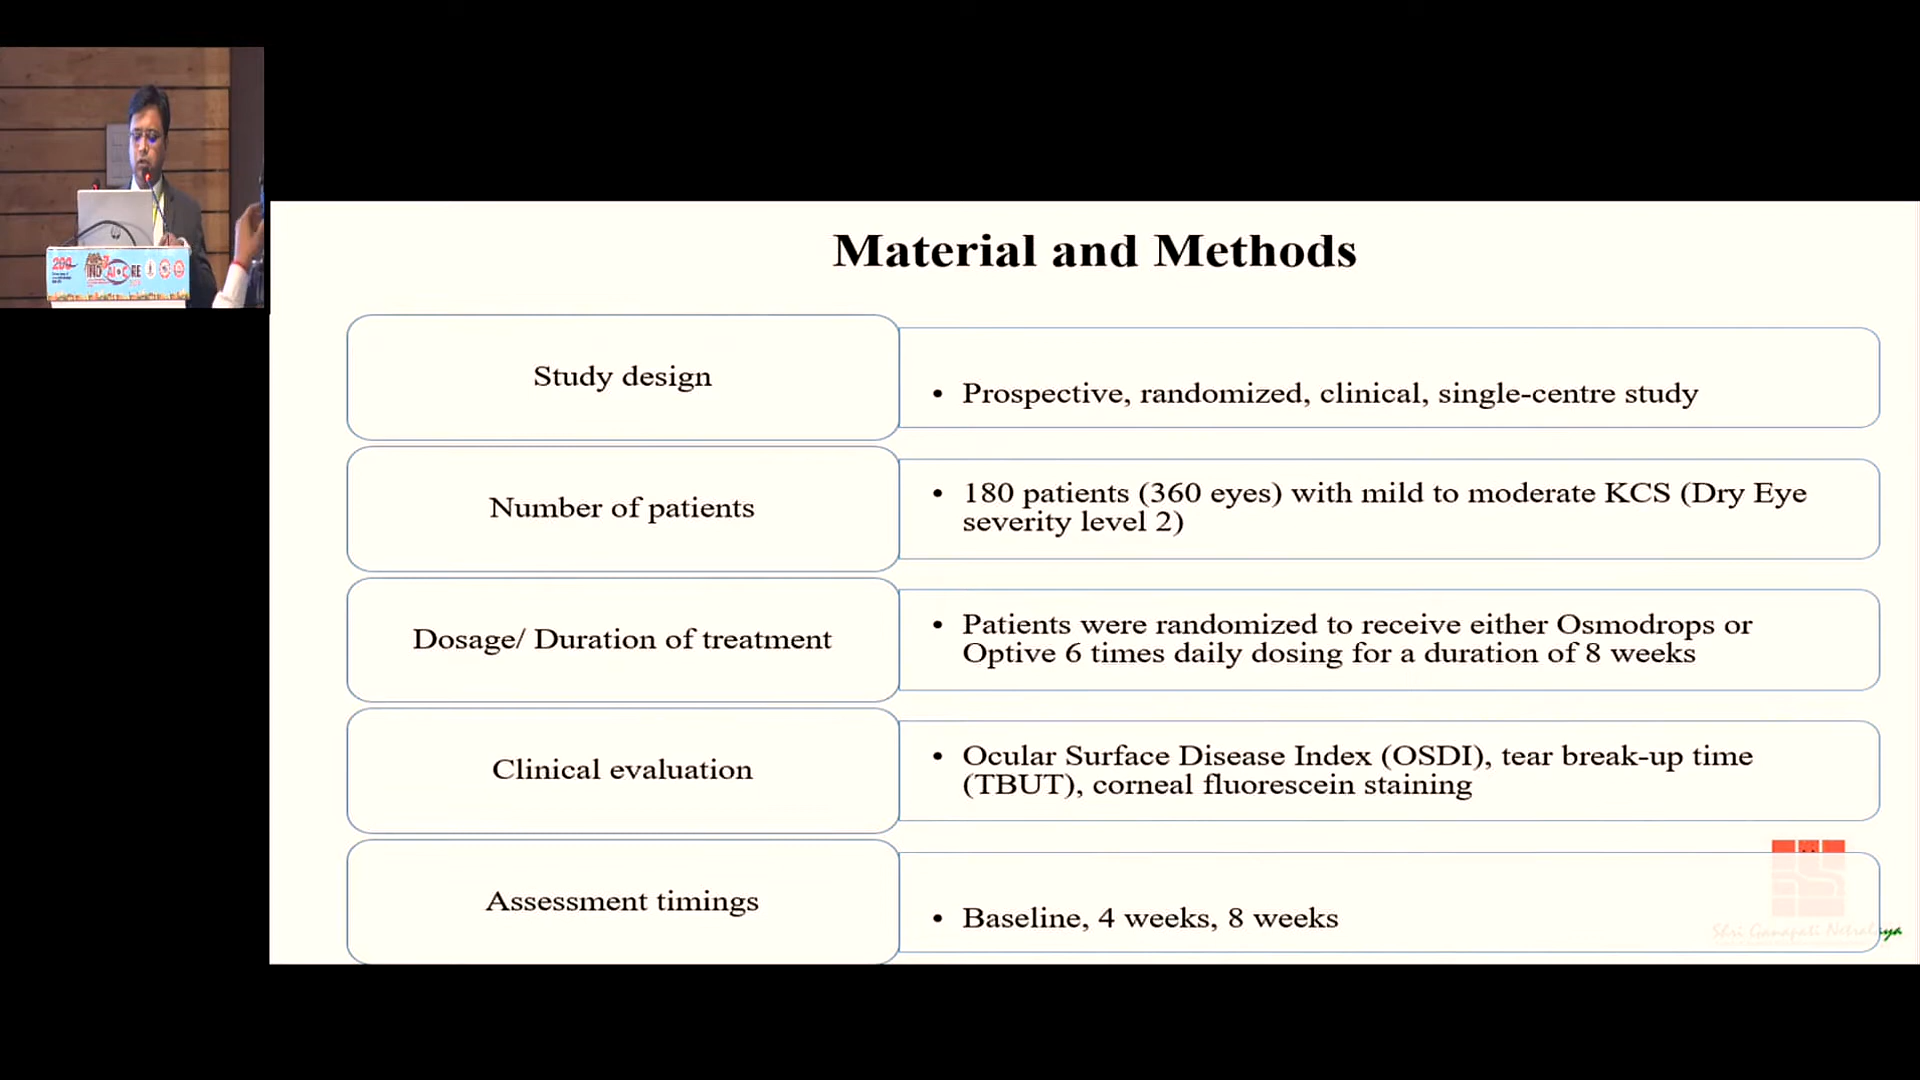 Material and Methods
Study design
• Prospective, randomized, clinical, single-centre study
Number of patients
• 180 patients (360 eyes) with mild to moderate KCS (Dry Eye
severity level 2)
Dosage/ Duration of treatment
• Patients were randomized to receive either Osmodrops or
Optive 6 times daily dosing for a duration of 8 weeks
Clinical evaluation
• Ocular Surface Disease Index (OSDI), tear break-up time
(TBUT), corneal fluorescein staining
Assessment timings
• Baseline, 4 weeks, 8 weeks
Shri Ganapati Netralaya